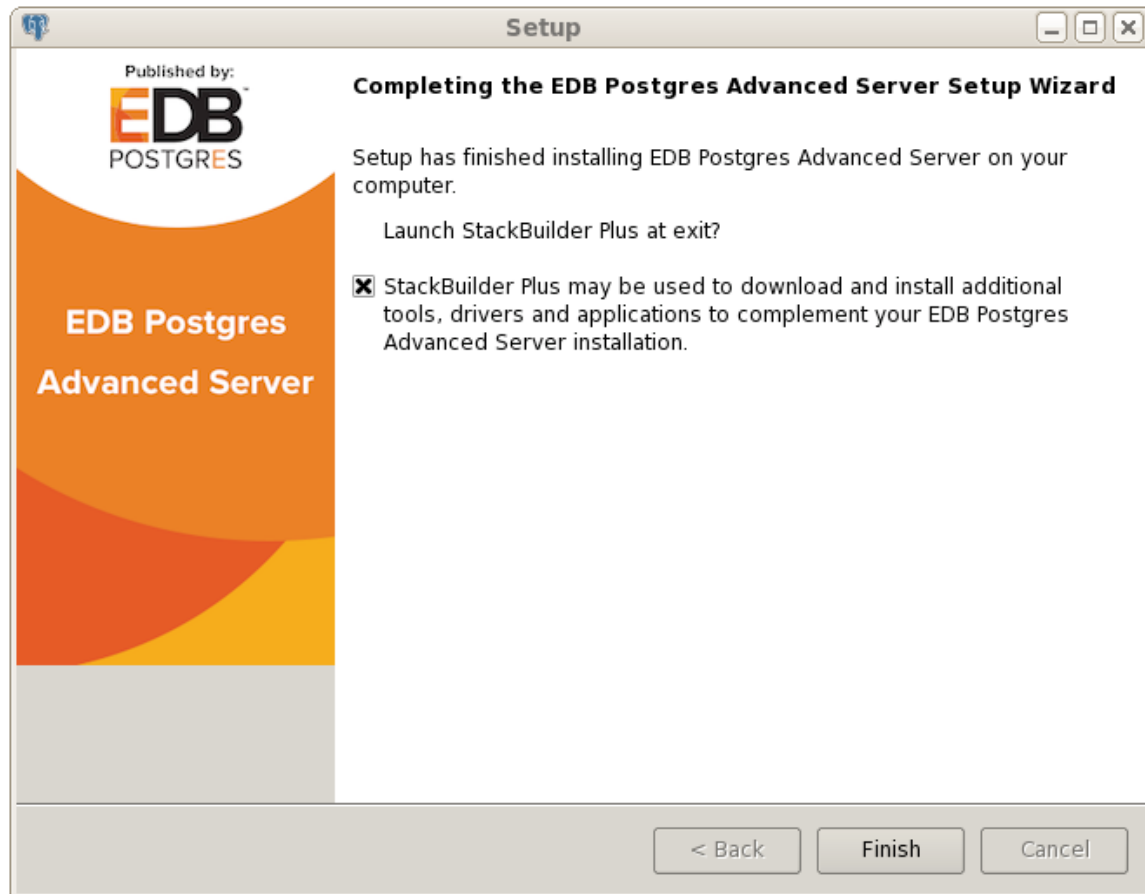 Setup
Published by:
EDB™
POSTGRES
EDB Postgres
Advanced Server
Completing the EDB Postgres Advanced Server Setup Wizard
Setup has finished installing EDB Postgres Advanced Server on your
computer.
Launch StackBuilder Plus at exit?
StackBuilder Plus may be used to download and install additional
tools, drivers and applications to complement your EDB Postgres
Advanced Server installation.
< Back
Finish
Cancel